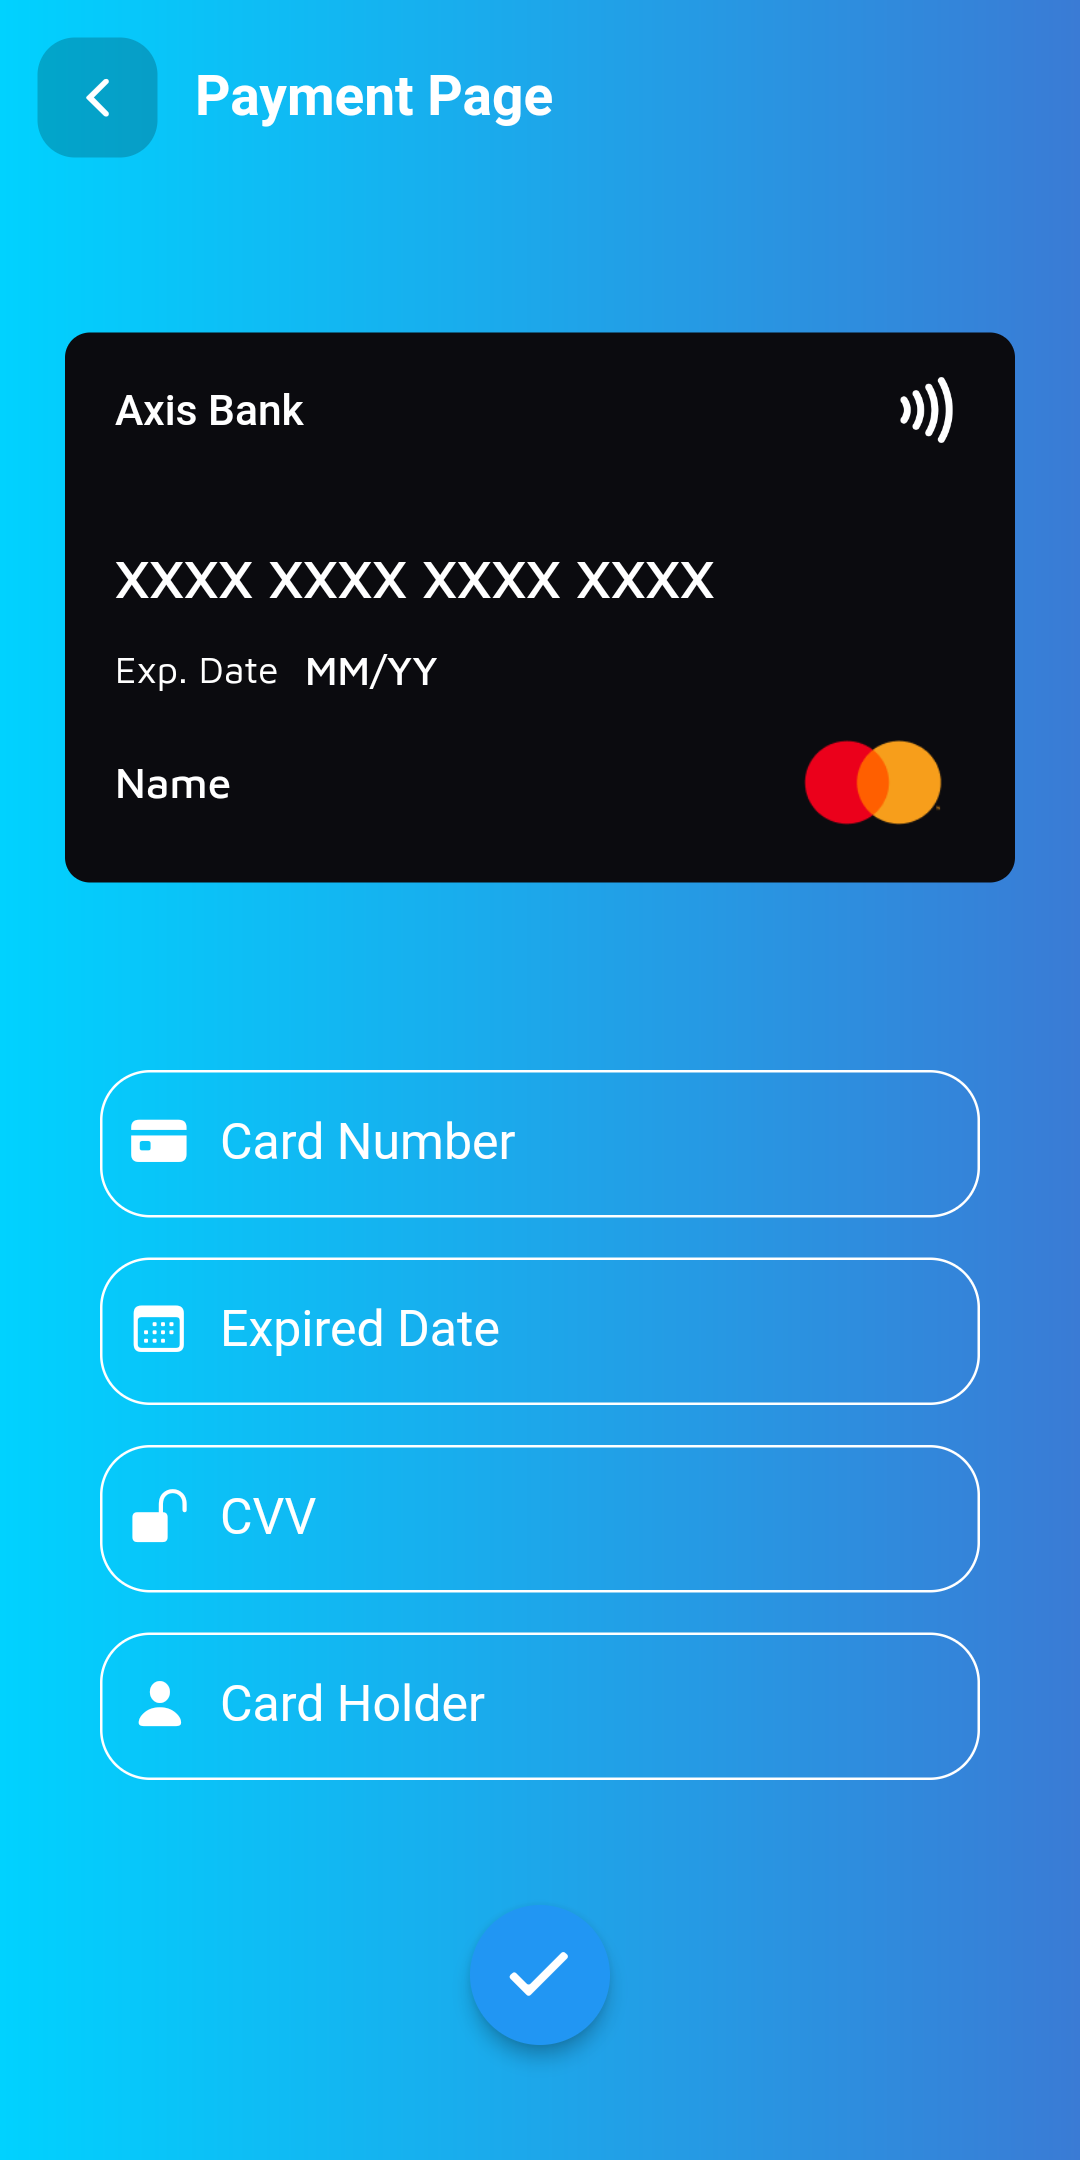 Payment Page
Axis Bank
XXXX XXXX XXXX XXXX
Exp. Date MM/YY
Name
Card Number
Expired Date
CVV
Card Holder